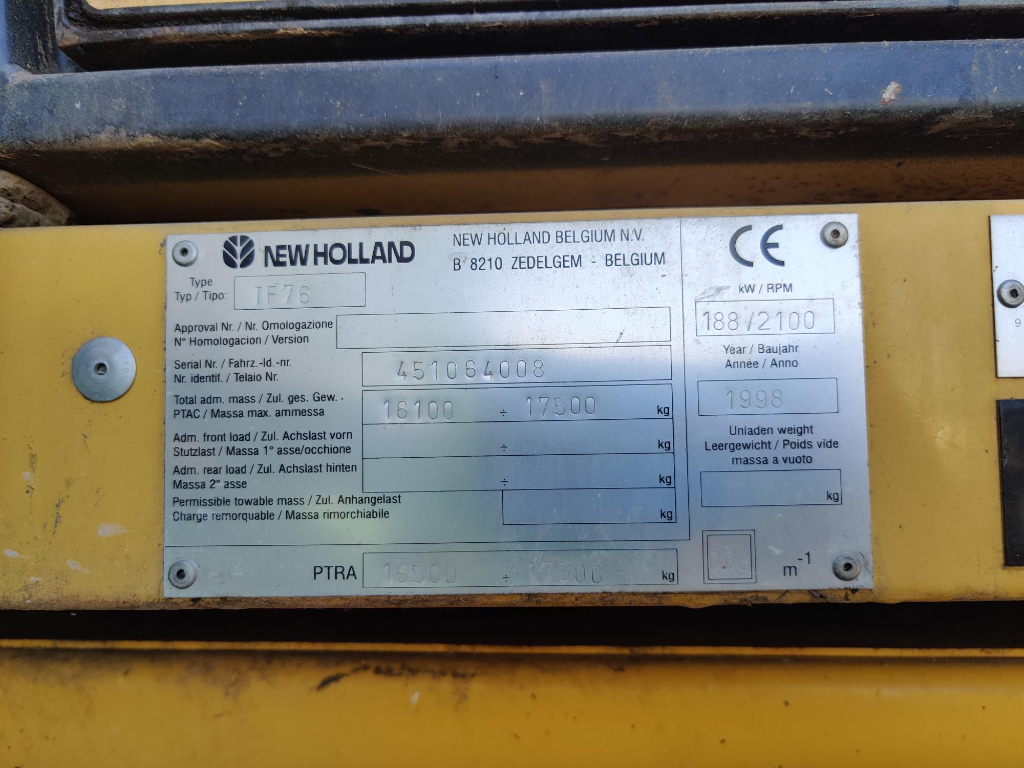 NEW HOLLAND
NEW HOLLAND BELGIUM N.V.
B 8210 ZEDELGEM - BELGIUM
CE
Type
Typ / Tipo: TF76
kW / RPM
188/2100
Approval Nr. / Nr. Omologazione
N° Homologacion / Version
Serial Nr. / Fahrz.-Id.-nr.
Nr. identif. / Telaio Nr.
451064008
Year / Baujahr
Année / Anno
1998
Total adm. mass / Zul. ges. Gew. -
PTAC / Massa max. ammessa
16100 ÷ 17500 kg
Adm. front load / Zul. Achslast vorn
Stutzlast / Massa 1° asse/occhione
÷ kg
Adm. rear load / Zul. Achslast hinten
Massa 2° asse
÷ kg
Permissible towable mass / Zul. Anhangelast
Charge remorquable / Massa rimorchiabile
kg
Unladen weight
Leergewicht / Poids vide
massa a vuoto
kg
PTRA 16500 ÷ 17500 kg
m-1
9